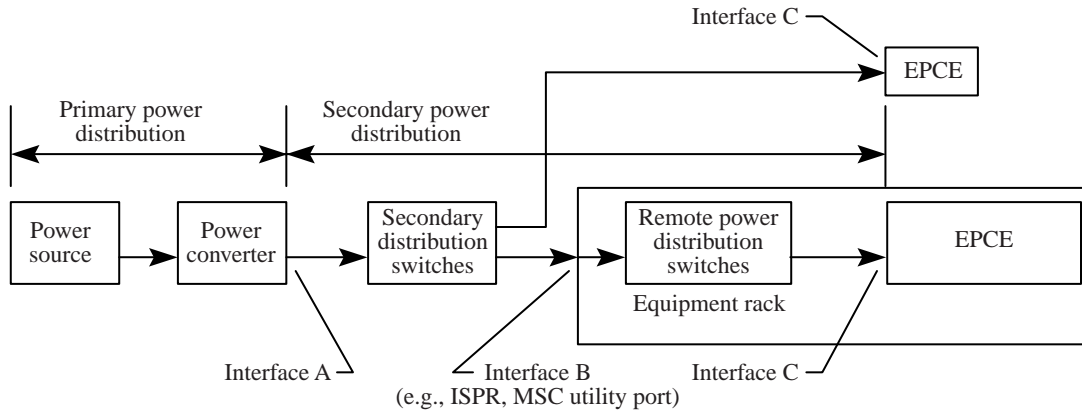 Interface C
EPCE
Primary power
distribution
Secondary power
distribution
Power
source
Power
converter
Secondary
distribution
switches
Remote power
distribution
switches
EPCE
Equipment rack
Interface A
Interface B
(e.g., ISPR, MSC utility port)
Interface C